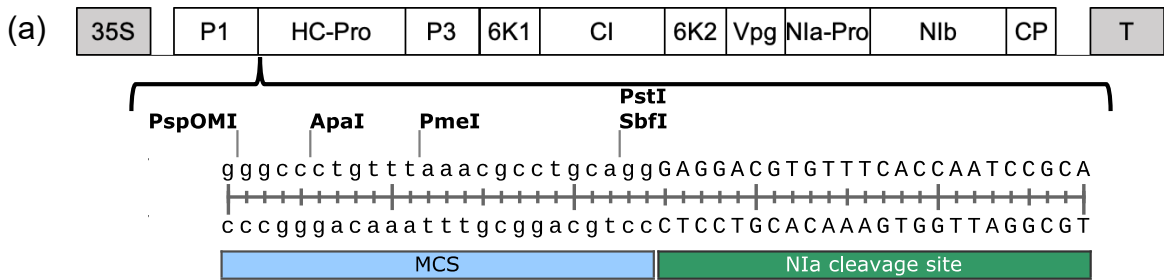 (a) 35S P1 HC-Pro P3 6K1 CI 6K2 Vpg NIa-Pro NIb CP T
PstI
PspOMI ApaI PmeI SbfI
gggccctgtttaaacgcctgcaggGAGGACGTGTTTCACCAATCCGCA
cccgggacaaatttgcggacgtccCTCCTGCACAAAGTGGTTAGGCGT
MCS NIa cleavage site